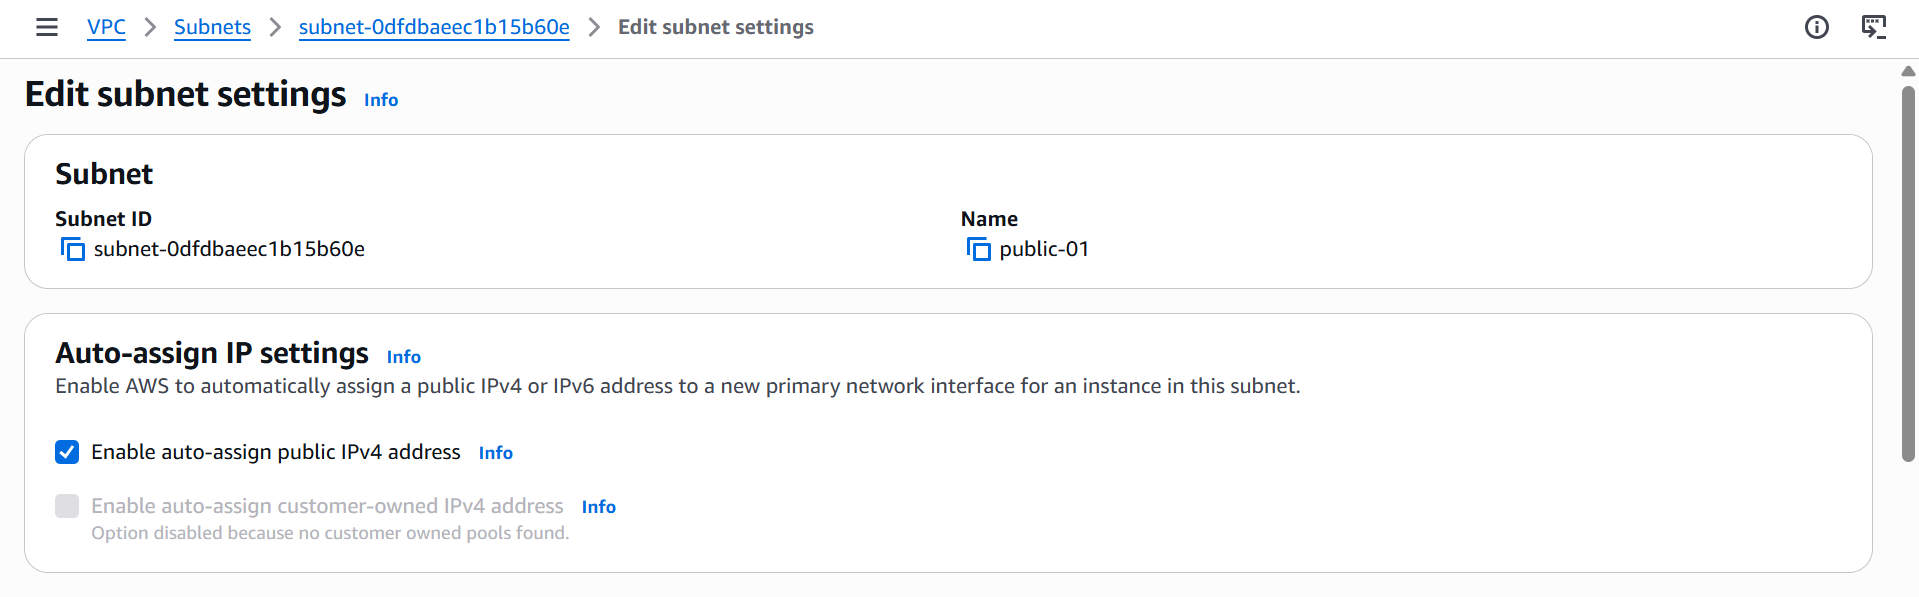 VPC > Subnets > subnet-0dfdbaeec1b15b60e > Edit subnet settings
Edit subnet settings Info
Subnet
Subnet ID
subnet-0dfdbaeec1b15b60e
Name
public-01
Auto-assign IP settings Info
Enable AWS to automatically assign a public IPv4 or IPv6 address to a new primary network interface for an instance in this subnet.
Enable auto-assign public IPv4 address Info
Enable auto-assign customer-owned IPv4 address Info
Option disabled because no customer owned pools found.